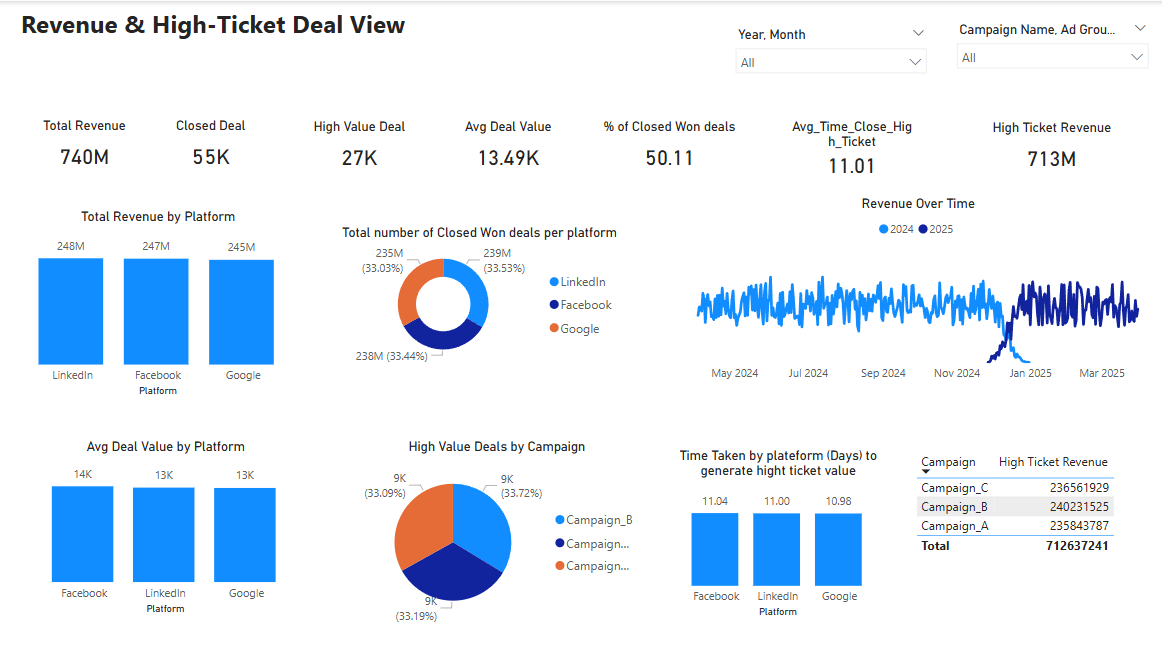 Revenue & High-Ticket Deal View
Year, Month
All
Campaign Name, Ad Grou...
All
Total Revenue
740M
Closed Deal
55K
High Value Deal
27K
Avg Deal Value
13.49K
% of Closed Won deals
50.11
Avg_Time_Close_Hig
h_Ticket
11.01
High Ticket Revenue
713M
Total Revenue by Platform
248M
247M
245M
LinkedIn
Facebook
Google
Platform
Total number of Closed Won deals per platform
235M
(33.03%)
239M
(33.53%)
238M (33.44%)
LinkedIn
Facebook
Google
Revenue Over Time
2024
2025
May 2024
Jul 2024
Sep 2024
Nov 2024
Jan 2025
Mar 2025
Avg Deal Value by Platform
14K
13K
13K
Facebook
LinkedIn
Google
Platform
High Value Deals by Campaign
9K
(33.09%)
9K
(33.72%)
9K
(33.19%)
Campaign_B
Campaign...
Campaign...
Time Taken by plateform (Days) to
generate hight ticket value
11.04
11.00
10.98
Facebook
LinkedIn
Google
Platform
Campaign High Ticket Revenue
Campaign_C 236561929
Campaign_B 240231525
Campaign_A 235843787
Total 712637241